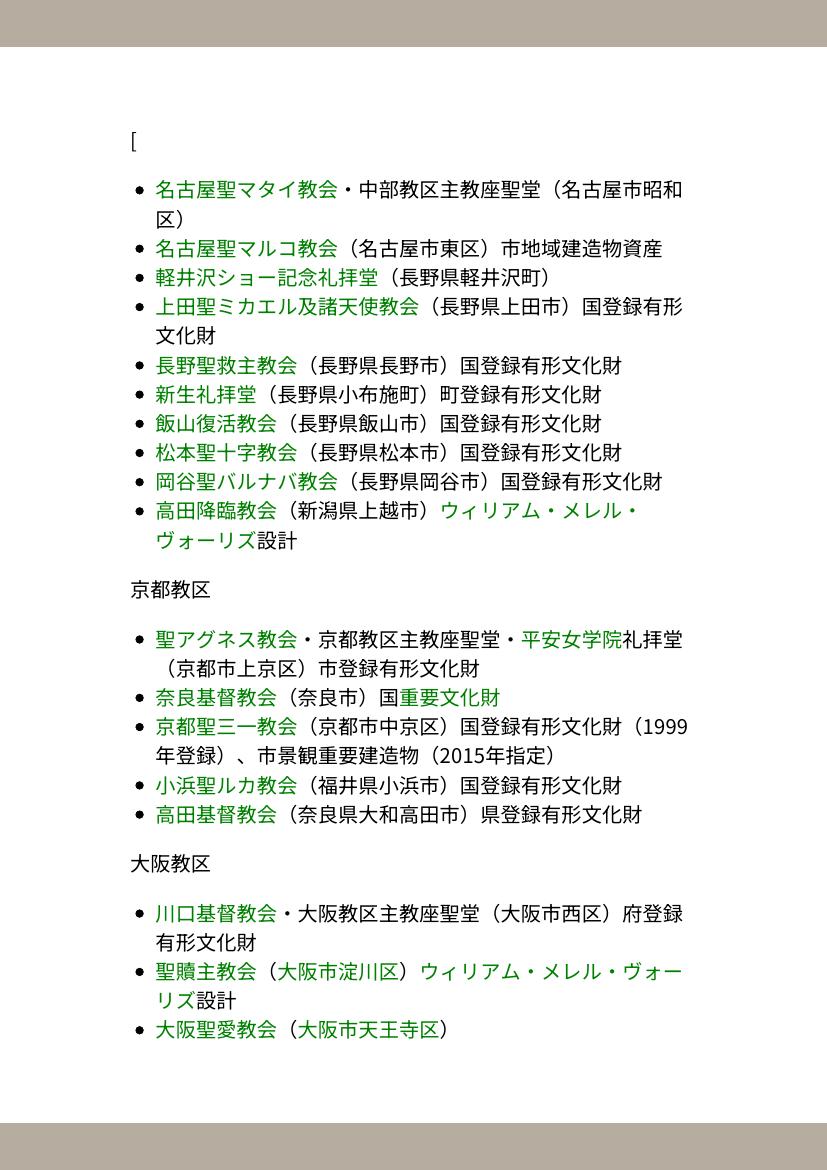 [
● 名古屋聖マタイ教会・中部教区主教座聖堂（名古屋市昭和
区）
● 名古屋聖マルコ教会（名古屋市東区）市地域建造物資産
● 軽井沢ショー記念礼拝堂（長野県軽井沢町）
● 上田聖ミカエル及諸天使教会（長野県上田市）国登録有形
文化財
● 長野聖救主教会（長野県長野市）国登録有形文化財
● 新生礼拝堂（長野県小布施町）町登録有形文化財
● 飯山復活教会（長野県飯山市）国登録有形文化財
● 松本聖十字教会（長野県松本市）国登録有形文化財
● 岡谷聖バルナバ教会（長野県岡谷市）国登録有形文化財
● 高田降臨教会（新潟県上越市）ウィリアム・メレル・
ヴォーリズ設計
京都教区
● 聖アグネス教会・京都教区主教座聖堂・平安女学院礼拝堂
（京都市上京区）市登録有形文化財
● 奈良基督教会（奈良市）国重要文化財
● 京都聖三一教会（京都市中京区）国登録有形文化財（1999
年登録）、市景観重要建造物（2015年指定）
● 小浜聖ルカ教会（福井県小浜市）国登録有形文化財
● 高田基督教会（奈良県大和高田市）県登録有形文化財
大阪教区
● 川口基督教会・大阪教区主教座聖堂（大阪市西区）府登録
有形文化財
● 聖贖主教会（大阪市淀川区）ウィリアム・メレル・ヴォー
リズ設計
● 大阪聖愛教会（大阪市天王寺区）